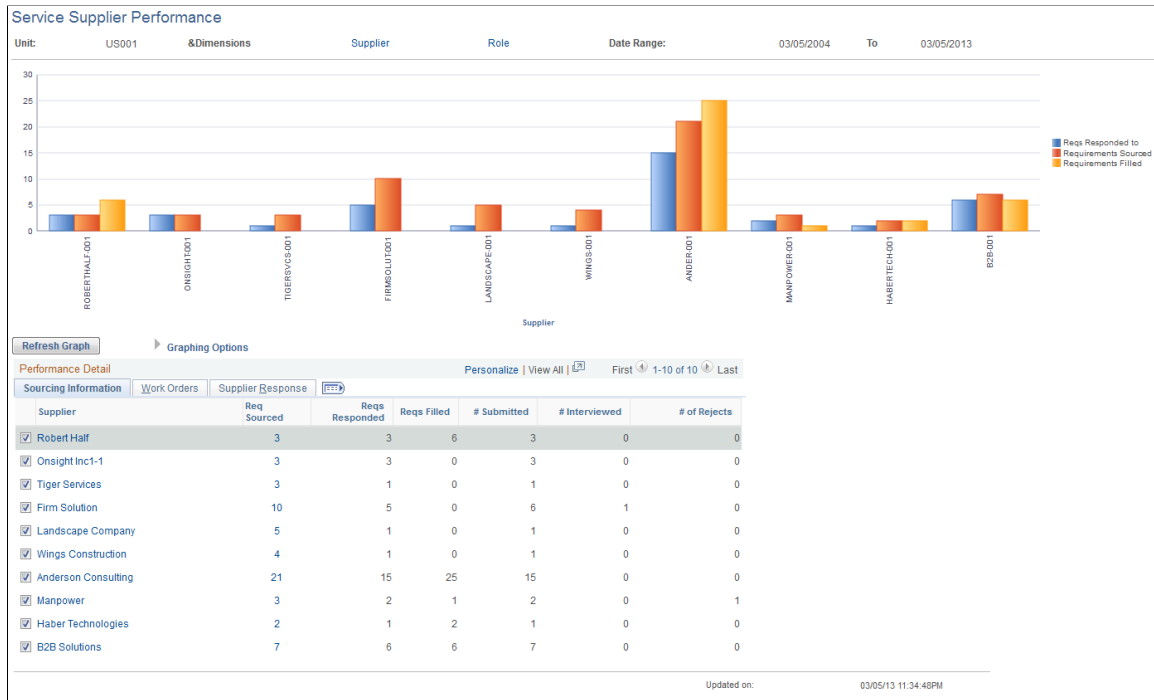 Service Supplier Performance
Unit: US001 &Dimensions Supplier Role Date Range: 03/05/2004 To 03/05/2013
30
25
20
15
10
5
0
Reqs Responded to
Requirements Sourced
Requirements Filled
ROBERTHALF-001 ONSIGHT-001 TIGERSVCS-001 FIRMSOLUT-001 LANDSCAPE-001 WINGS-001 ANDER-001 MANPOWER-001 HABERTECH-001 B2B-001
Supplier
Refresh Graph Graphing Options
Performance Detail Personalize | View All | First 1-10 of 10 Last
Sourcing Information Work Orders Supplier Response
Supplier Req Sourced Reqs Responded Reqs Filled # Submitted # Interviewed # of Rejects
Robert Half 3 3 6 3 0 0
Onsight Inc1-1 3 3 0 3 0 0
Tiger Services 3 1 0 1 0 0
Firm Solution 10 5 0 6 1 0
Landscape Company 5 1 0 1 0 0
Wings Construction 4 1 0 1 0 0
Anderson Consulting 21 15 25 15 0 0
Manpower 3 2 1 2 0 1
Haber Technologies 2 1 2 1 0 0
B2B Solutions 7 6 6 7 0 0
Updated on: 03/05/13 11:34:48PM